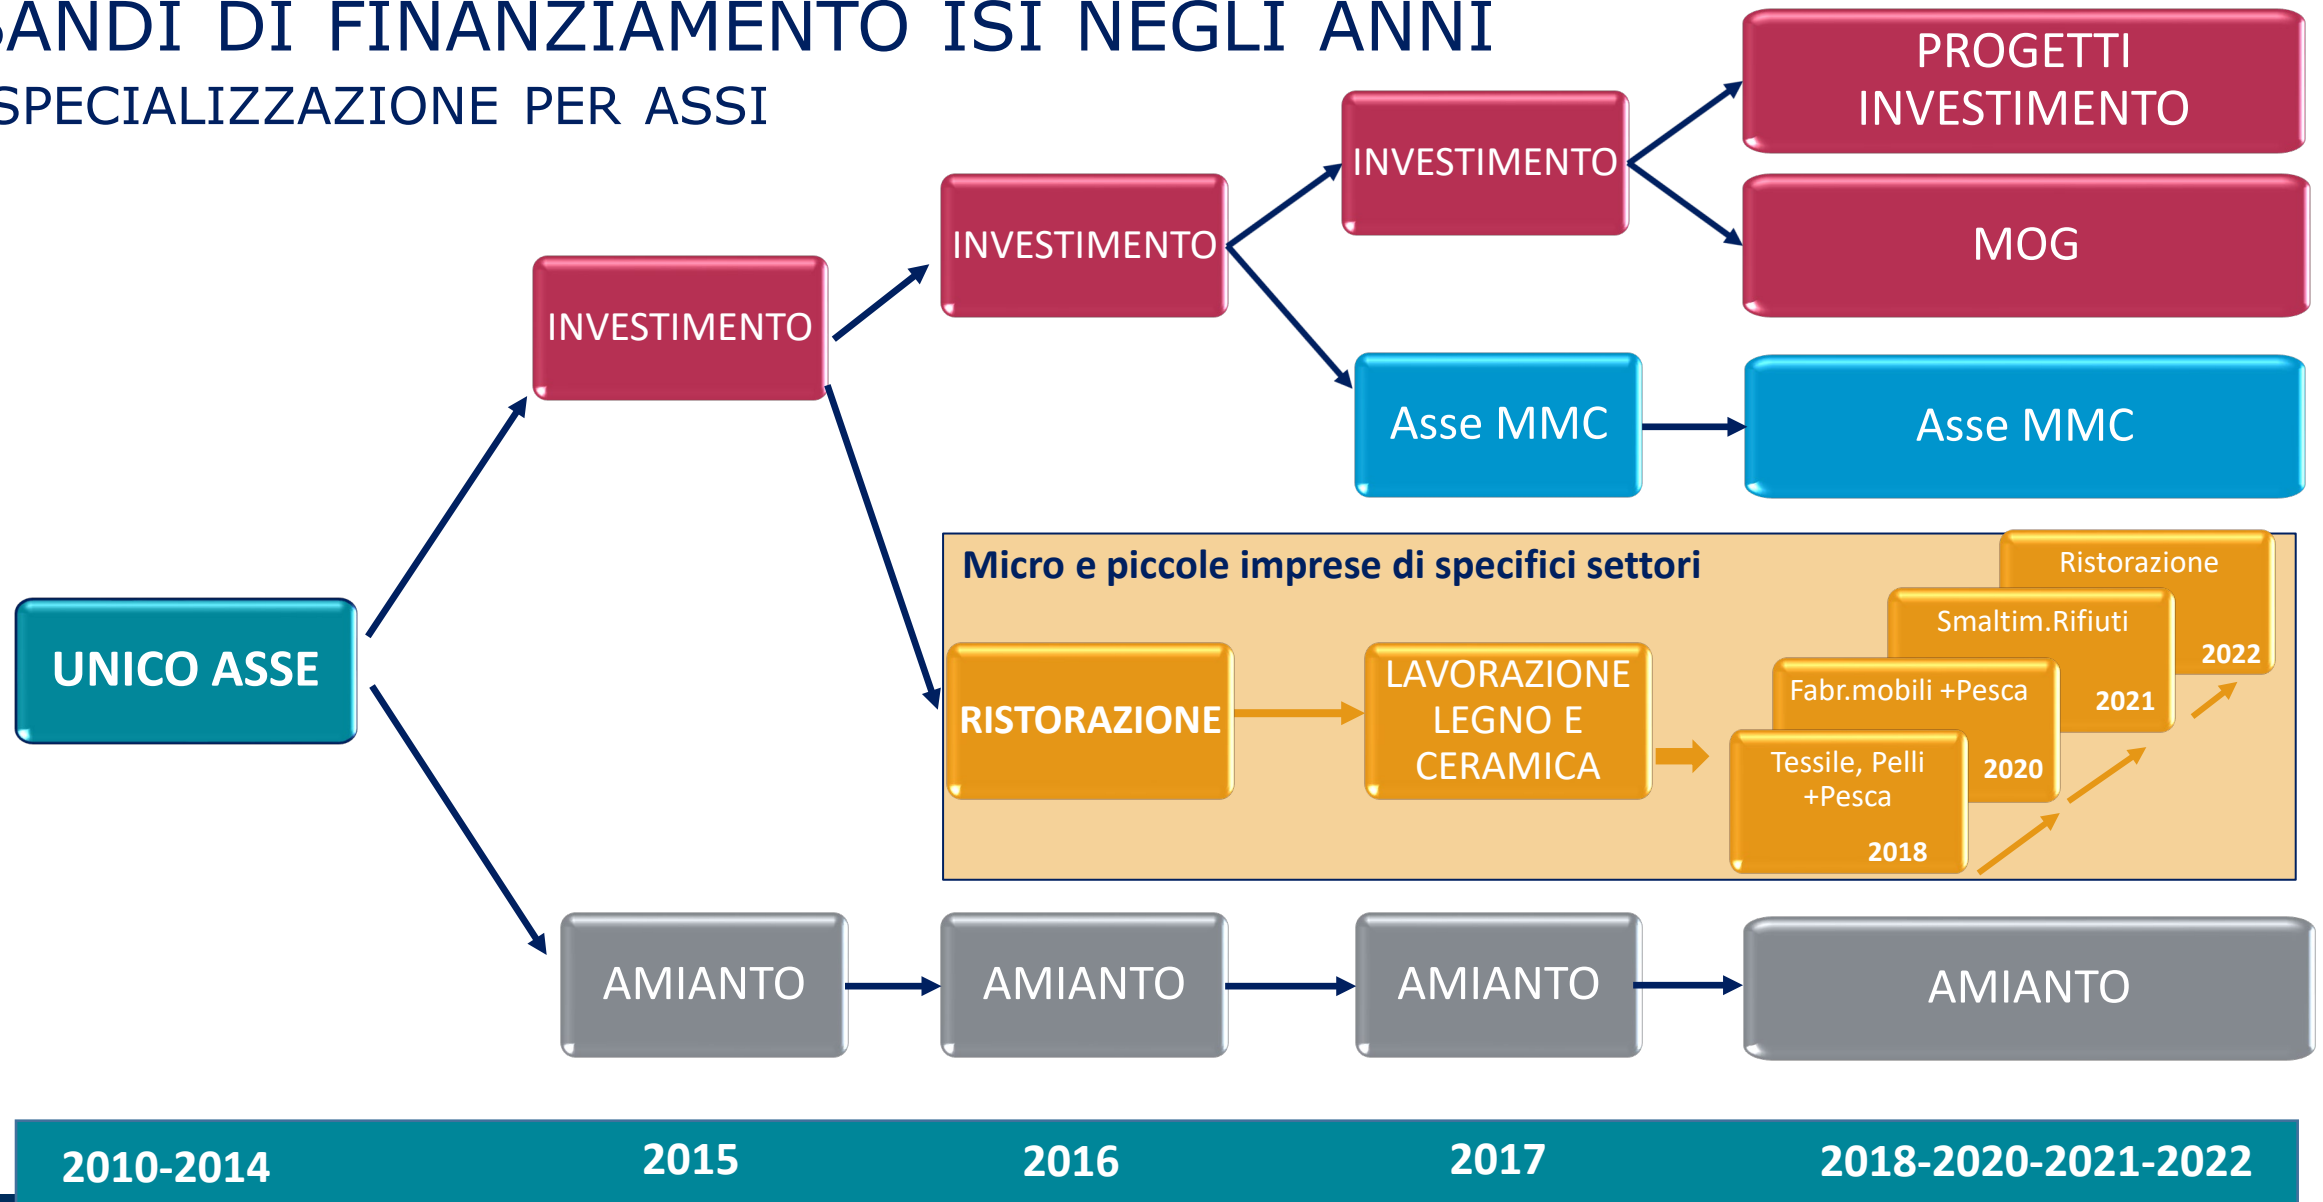 BANDI DI FINANZIAMENTO ISI NEGLI ANNI
SPECIALIZZAZIONE PER ASSI
PROGETTI
INVESTIMENTO
INVESTIMENTO
INVESTIMENTO
MOG
INVESTIMENTO
Asse MMC
Asse MMC
Micro e piccole imprese di specifici settori
Ristorazione
2022
Smaltim.Rifiuti
2021
Fabr.mobili +Pesca
2020
Tessile, Pelli
+Pesca
2018
UNICO ASSE
RISTORAZIONE
LAVORAZIONE
LEGNO E
CERAMICA
AMIANTO
AMIANTO
AMIANTO
AMIANTO
2010-2014
2015
2016
2017
2018-2020-2021-2022